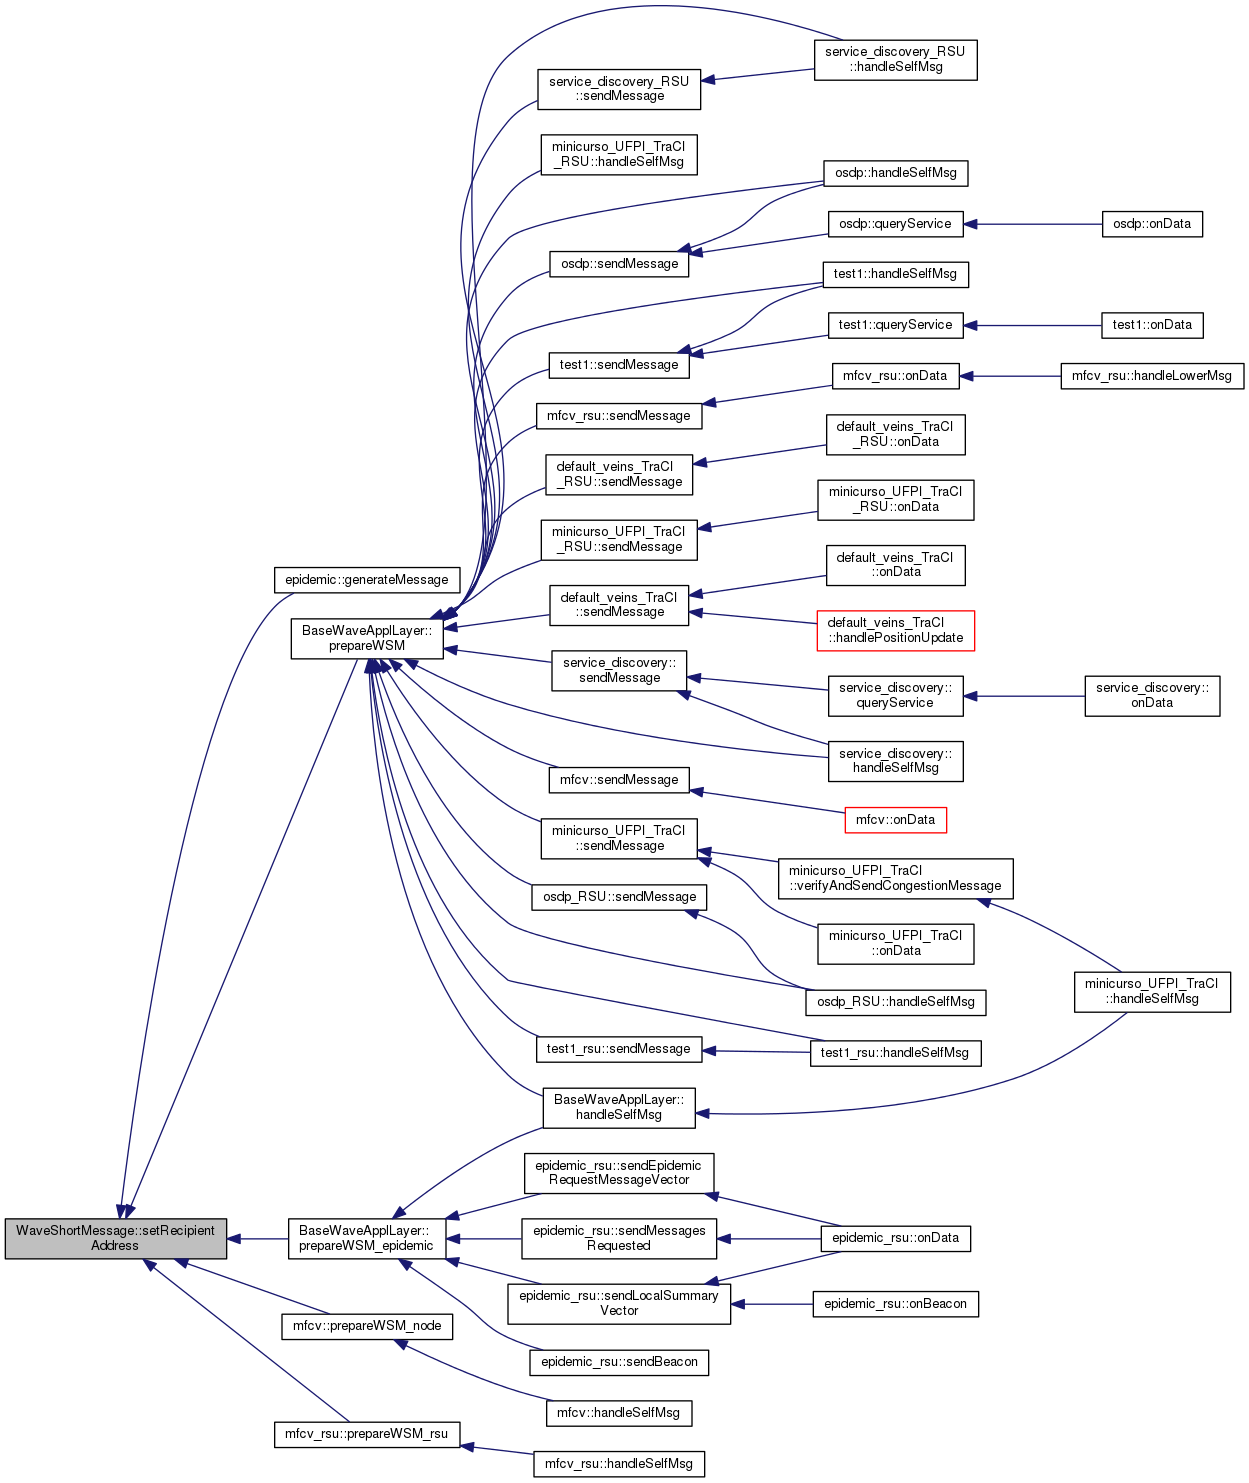 service_discovery_RSU
::handleSelfMsg
service_discovery_RSU
::sendMessage
minicurso_UFPI_TraCI
_RSU::handleSelfMsg
osdp::handleSelfMsg
osdp::queryService
osdp::onData
osdp::sendMessage
test1::handleSelfMsg
test1::queryService
test1::onData
test1::sendMessage
mfcv_rsu::onData
mfcv_rsu::handleLowerMsg
mfcv_rsu::sendMessage
default_veins_TraCI
_RSU::onData
default_veins_TraCI
_RSU::sendMessage
minicurso_UFPI_TraCI
_RSU::onData
minicurso_UFPI_TraCI
_RSU::sendMessage
default_veins_TraCI
::onData
epidemic::generateMessage
default_veins_TraCI
::sendMessage
default_veins_TraCI
::handlePositionUpdate
BaseWaveApplLayer::
prepareWSM
service_discovery::
sendMessage
service_discovery::
queryService
service_discovery::
onData
service_discovery::
handleSelfMsg
mfcv::sendMessage
mfcv::onData
minicurso_UFPI_TraCI
::sendMessage
minicurso_UFPI_TraCI
::verifyAndSendCongestionMessage
osdp_RSU::sendMessage
minicurso_UFPI_TraCI
::onData
minicurso_UFPI_TraCI
::handleSelfMsg
osdp_RSU::handleSelfMsg
test1_rsu::sendMessage
test1_rsu::handleSelfMsg
BaseWaveApplLayer::
handleSelfMsg
epidemic_rsu::sendEpidemic
RequestMessageVector
WaveShortMessage::setRecipient
Address
BaseWaveApplLayer::
prepareWSM_epidemic
epidemic_rsu::sendMessages
Requested
epidemic_rsu::onData
epidemic_rsu::sendLocalSummary
Vector
epidemic_rsu::onBeacon
mfcv::prepareWSM_node
epidemic_rsu::sendBeacon
mfcv::handleSelfMsg
mfcv_rsu::prepareWSM_rsu
mfcv_rsu::handleSelfMsg